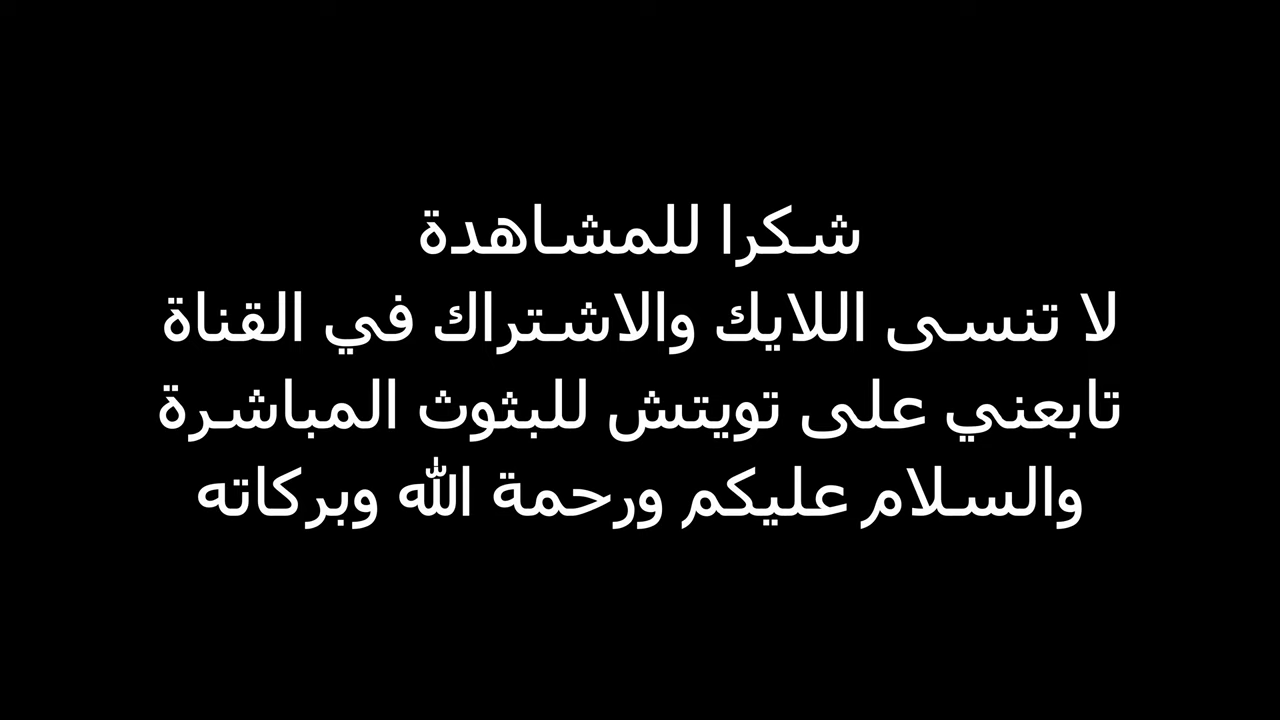 شكرا للمشاهدة
لا تنسى اللايك والاشتراك في القناة
تابعني على تويتش للبثوث المباشرة
والسلام عليكم ورحمة الله وبركاته